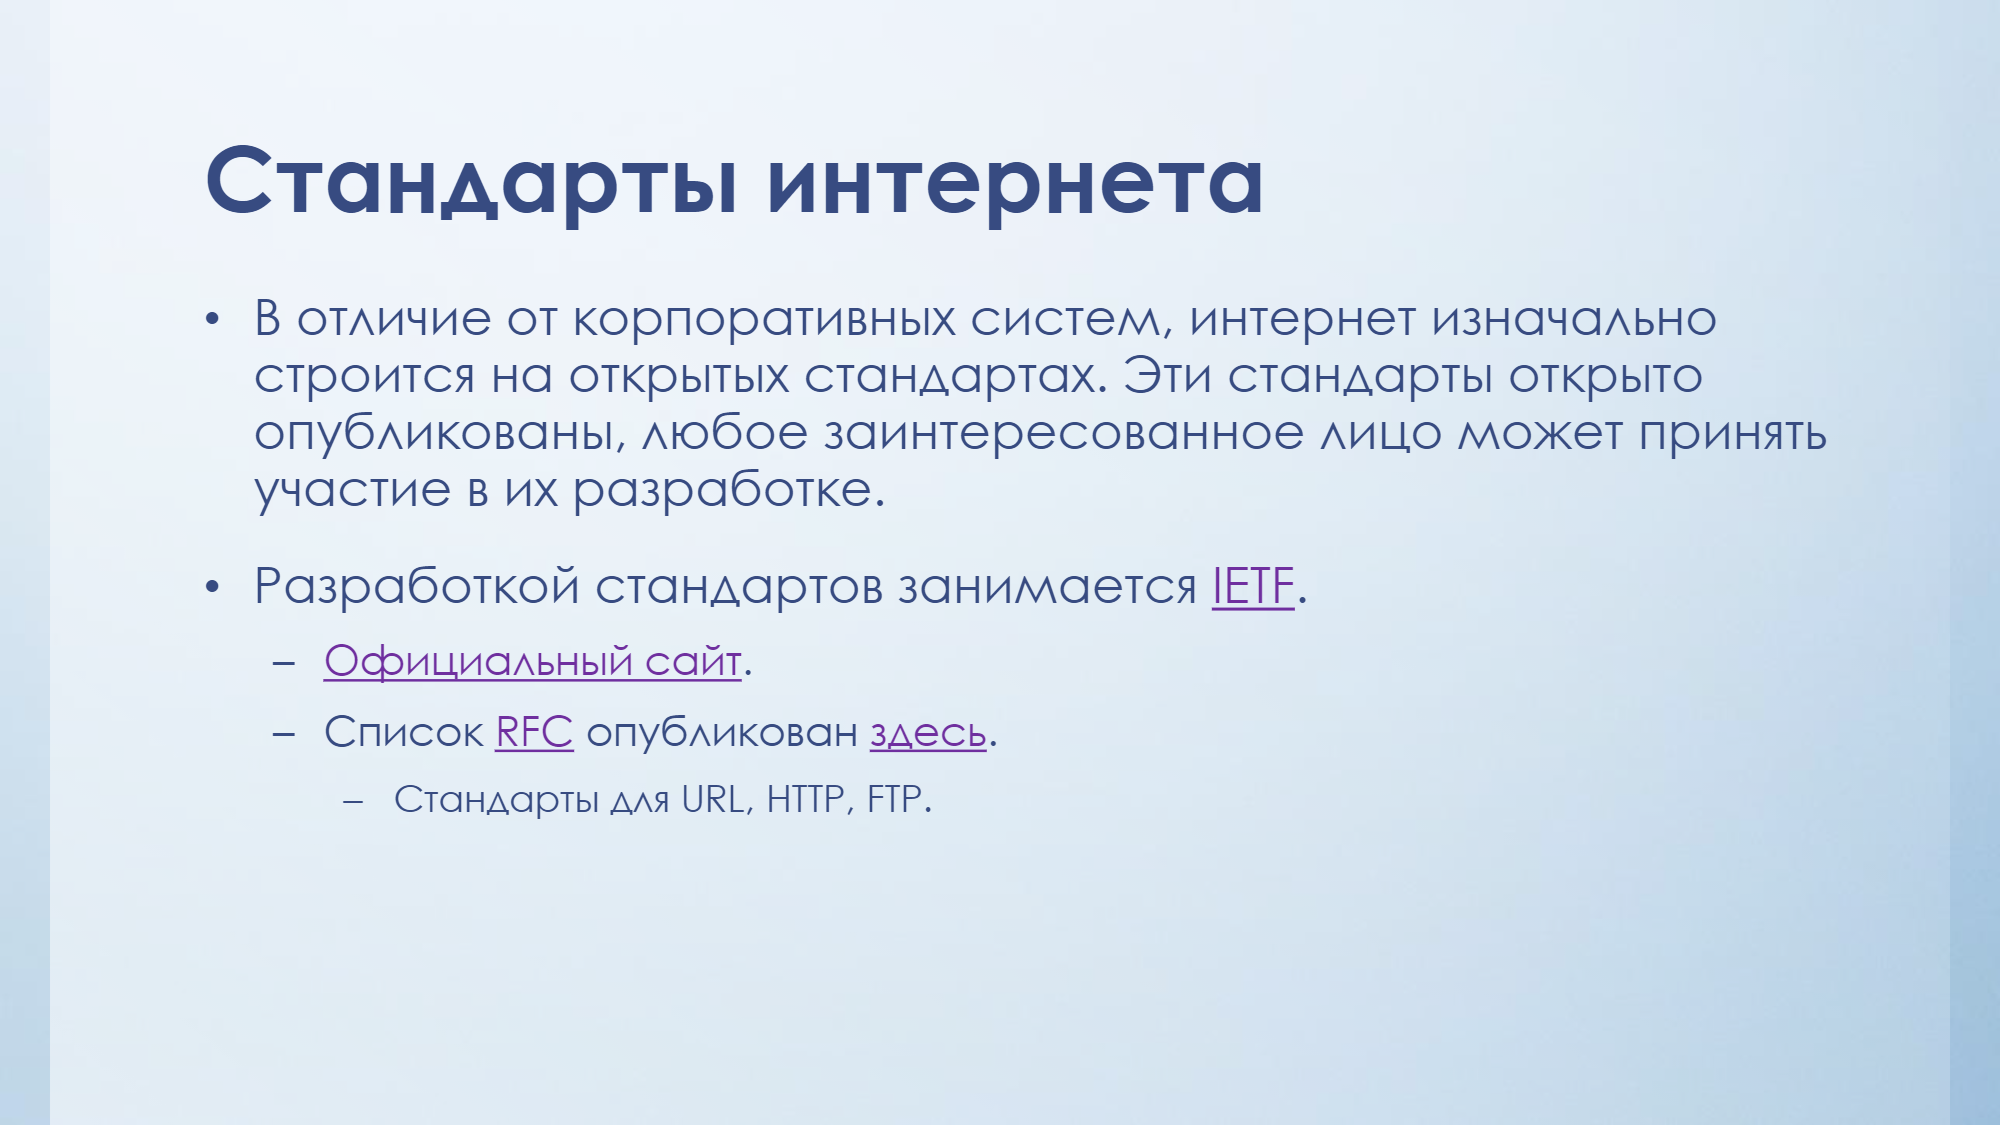 Стандарты интернета
• В отличие от корпоративных систем, интернет изначально
строится на открытых стандартах. Эти стандарты открыто
опубликованы, любое заинтересованное лицо может принять
участие в их разработке.
• Разработкой стандартов занимается IETF.
– Официальный сайт.
– Список RFC опубликован здесь.
– Стандарты для URL, HTTP, FTP.